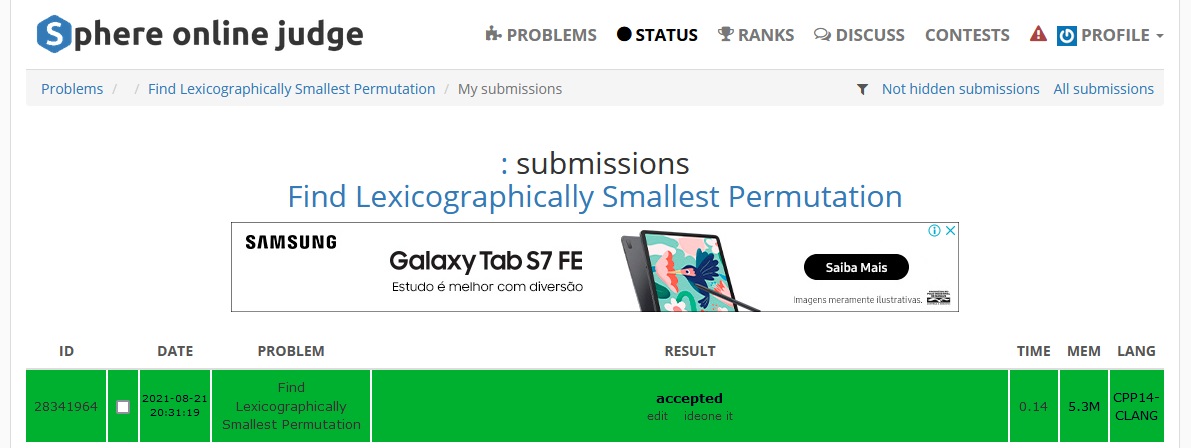 Sphere online judge
PROBLEMS STATUS RANKS DISCUSS CONTESTS PROFILE
Problems / / Find Lexicographically Smallest Permutation / My submissions
Not hidden submissions All submissions
: submissions
Find Lexicographically Smallest Permutation
SAMSUNG
Galaxy Tab S7 FE
Estudo é melhor com diversão
Saiba Mais
Imagens meramente ilustrativas.
ID DATE PROBLEM RESULT TIME MEM LANG
28341964
2021-08-21
20:31:19
Find
Lexicographically
Smallest Permutation
accepted
edit ideone it
0.14
5.3M
CPP14-
CLANG